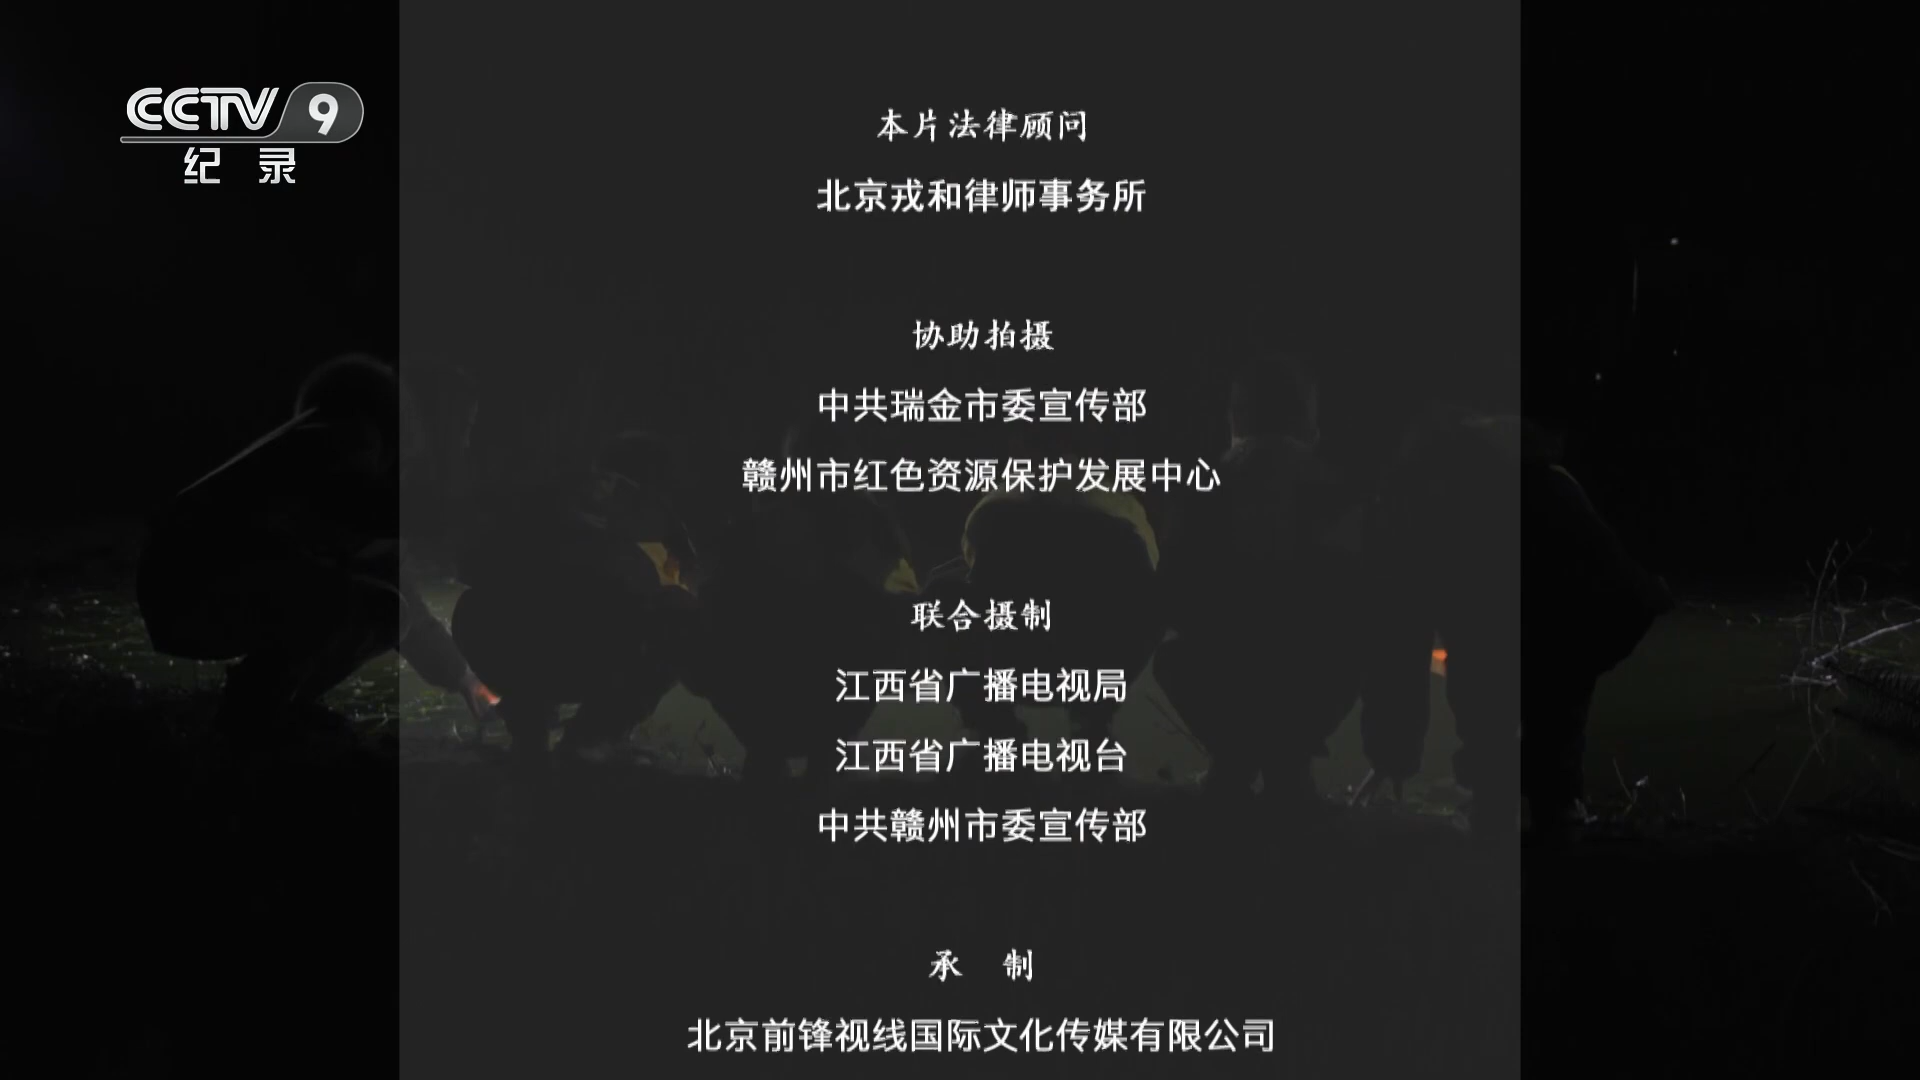 CCTV 9
纪 录
本片法律顾问
北京戎和律师事务所
协助拍摄
中共瑞金市委宣传部
赣州市红色资源保护发展中心
联合摄制
江西省广播电视局
江西省广播电视台
中共赣州市委宣传部
承 制
北京前锋视线国际文化传媒有限公司